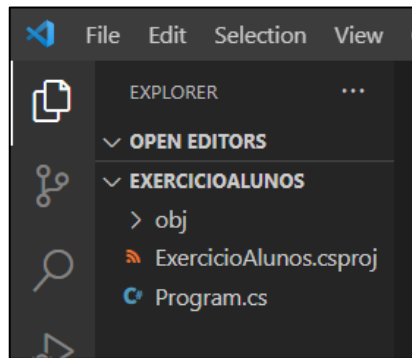 File Edit Selection View
EXPLORER ...
OPEN EDITORS
EXERCICIOALUNOS
obj
ExercicioAlunos.csproj
C# Program.cs